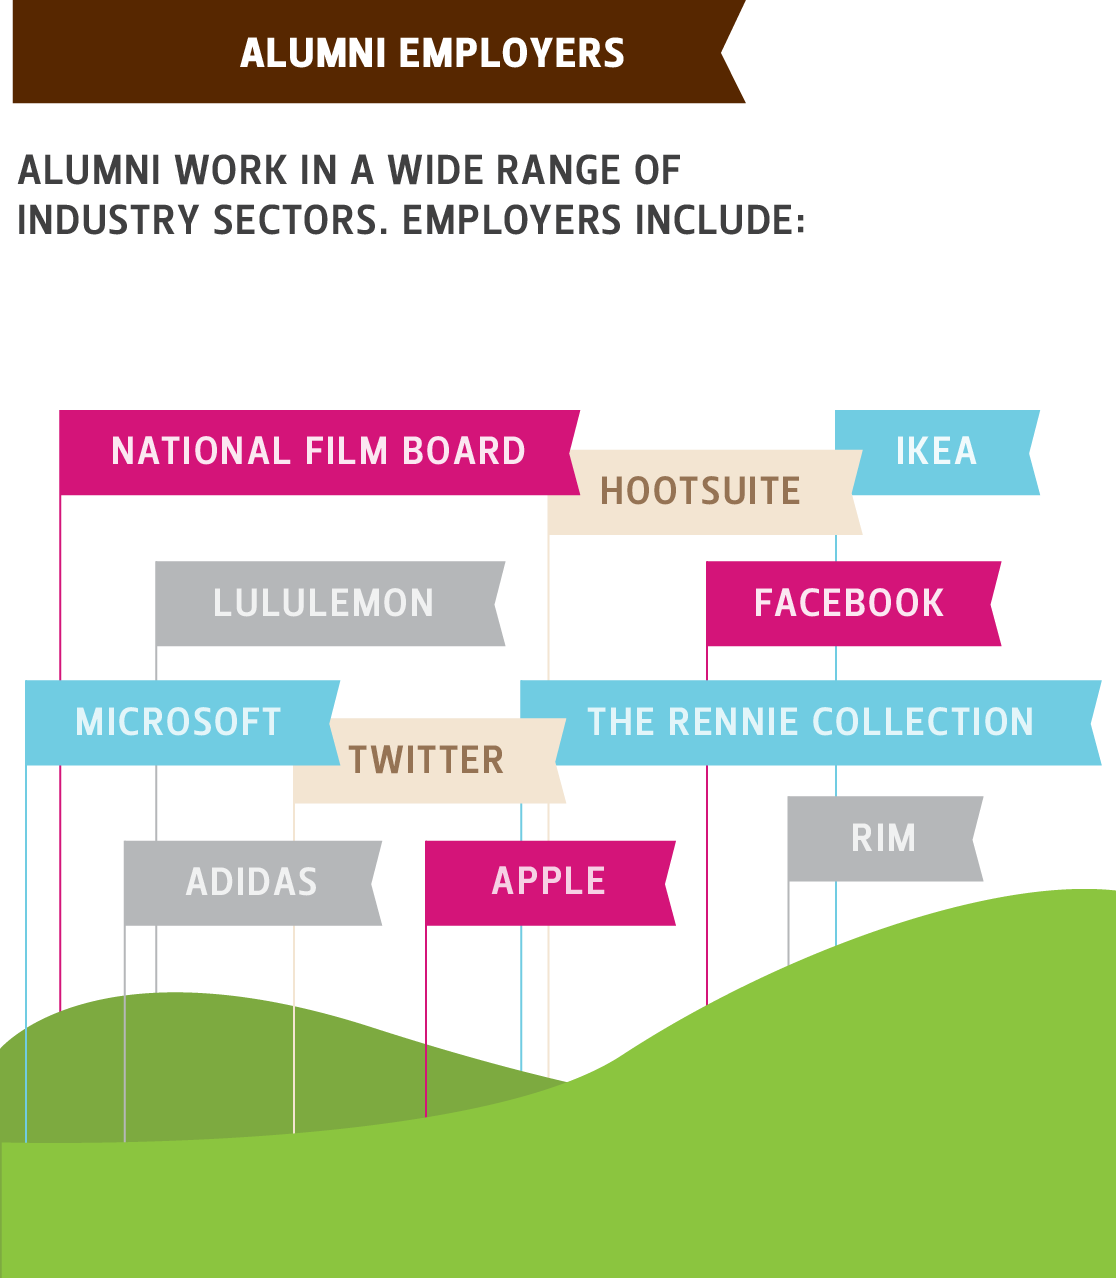 ALUMNI EMPLOYERS
ALUMNI WORK IN A WIDE RANGE OF
INDUSTRY SECTORS. EMPLOYERS INCLUDE:
NATIONAL FILM BOARD
IKEA
HOOTSUITE
LULULEMON
FACEBOOK
MICROSOFT
THE RENNIE COLLECTION
TWITTER
RIM
ADIDAS
APPLE